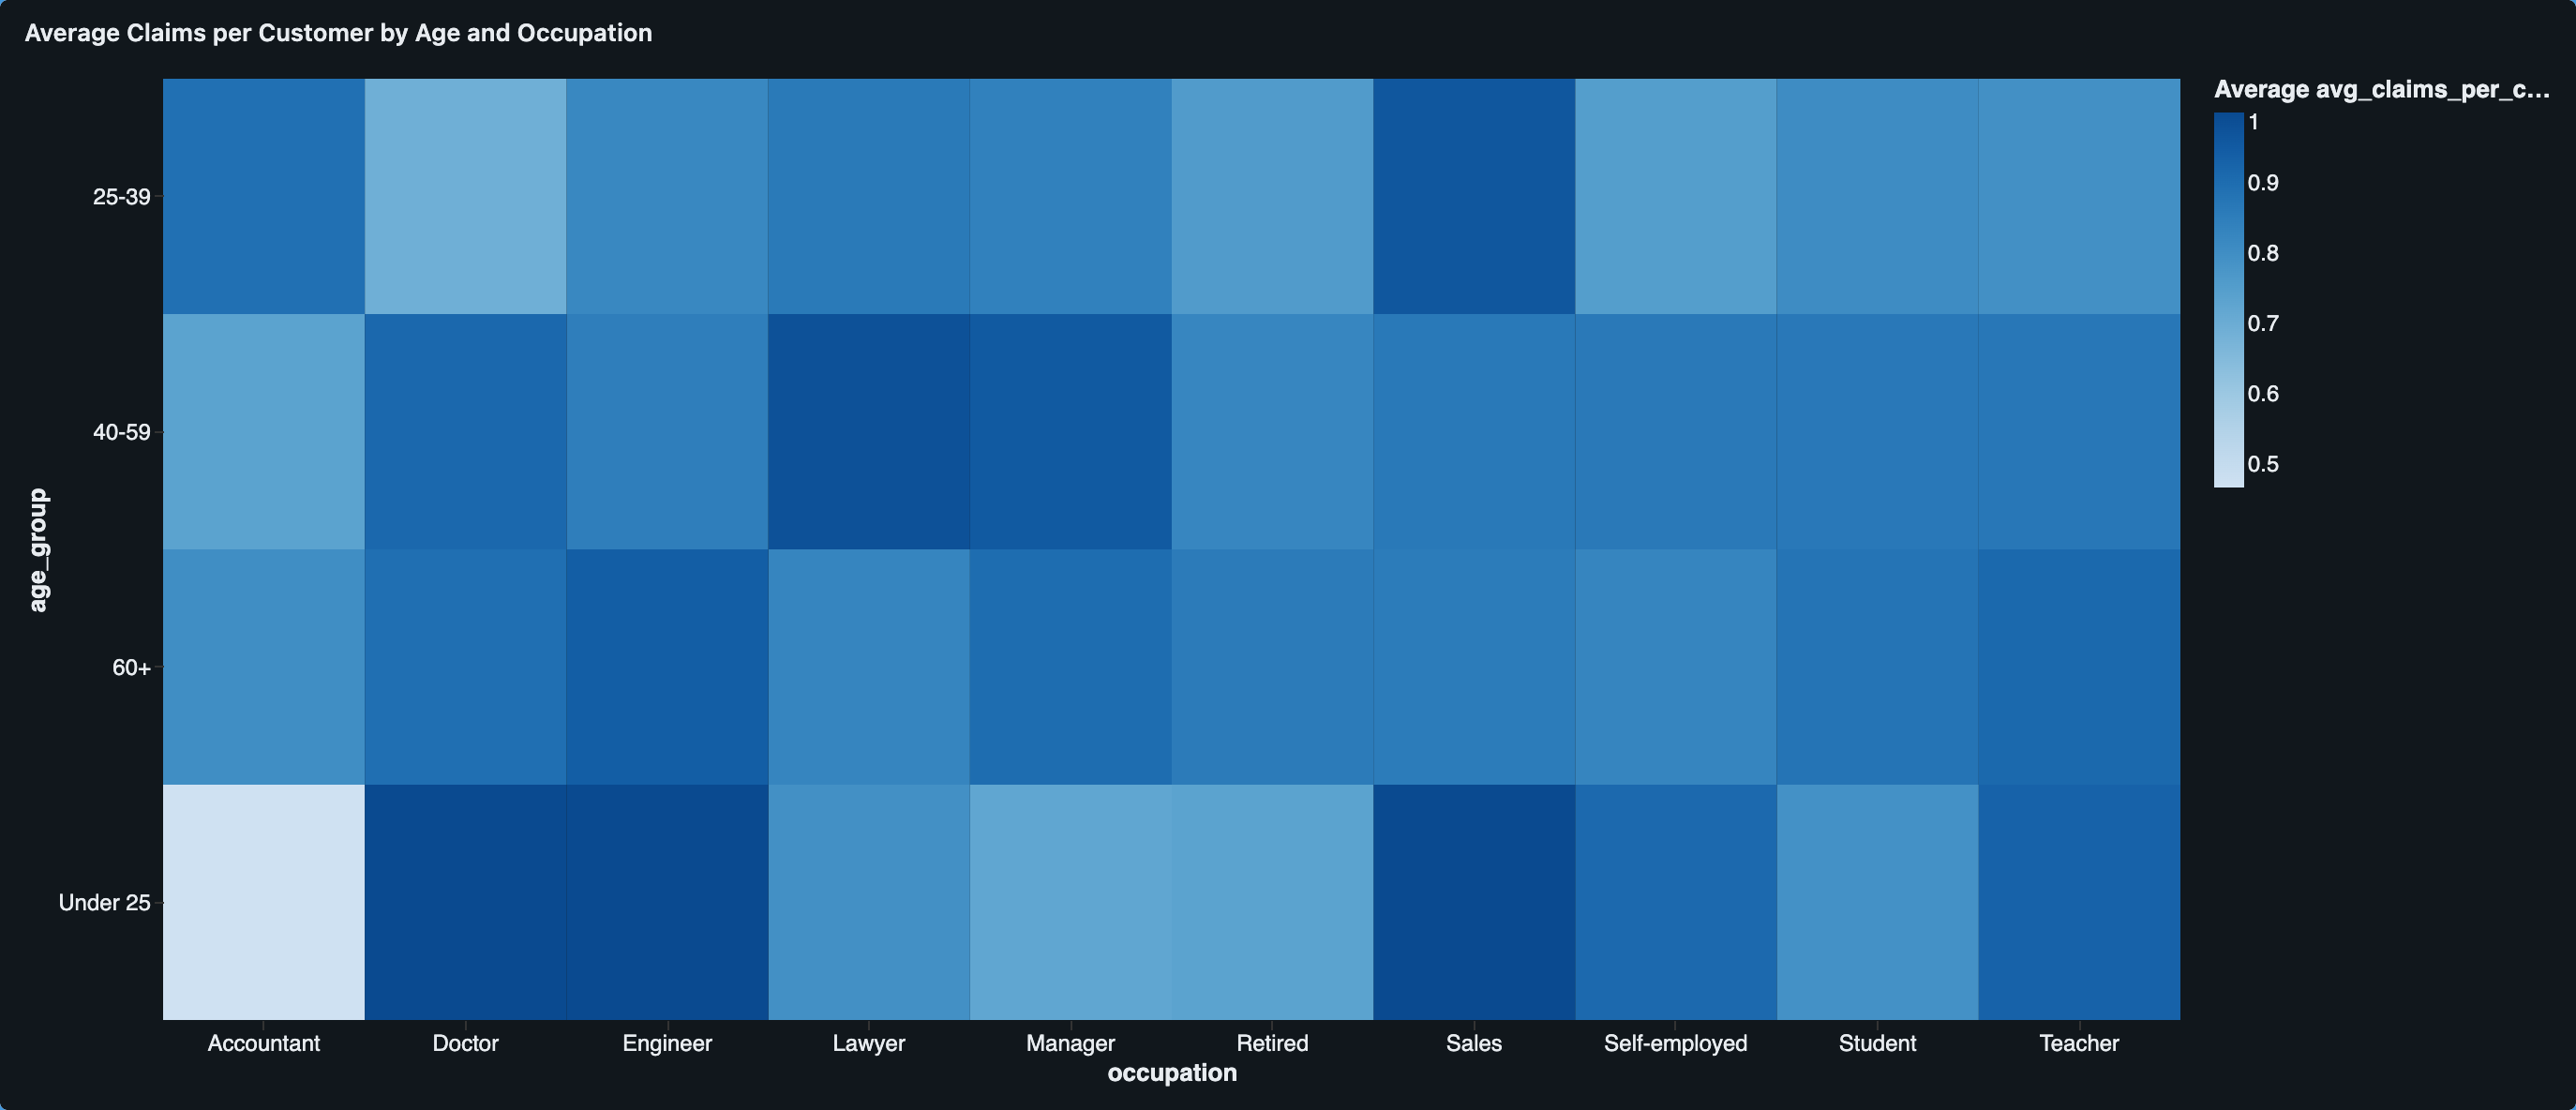 Average Claims per Customer by Age and Occupation
Average avg_claims_per_c...
1
0.9
0.8
0.7
0.6
0.5
age_group
25-39
40-59
60+
Under 25
Accountant Doctor Engineer Lawyer Manager Retired Sales Self-employed Student Teacher
occupation